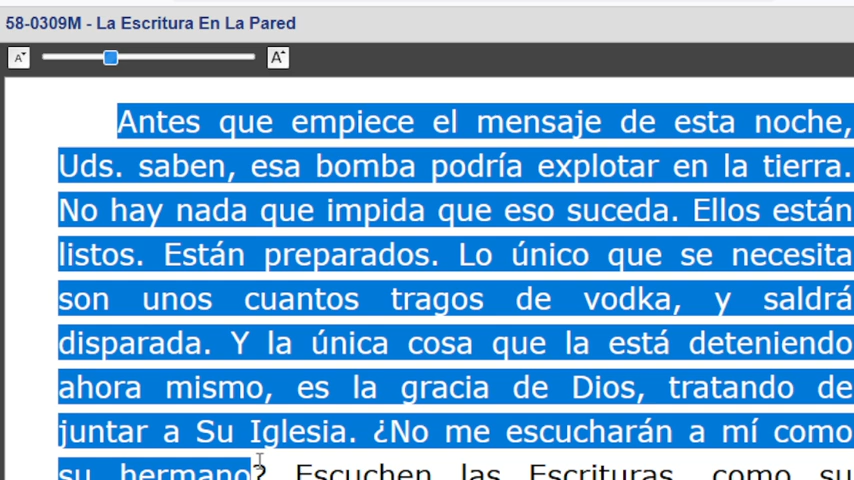 58-0309M - La Escritura En La Pared
A A
Antes que empiece el mensaje de esta noche,
Uds. saben, esa bomba podría explotar en la tierra.
No hay nada que impida que eso suceda. Ellos están
listos. Están preparados. Lo único que se necesita
son unos cuantos tragos de vodka, y saldrá
disparada. Y la única cosa que la está deteniendo
ahora mismo, es la gracia de Dios, tratando de
juntar a Su Iglesia. ¿No me escucharán a mí como
su hermano? Escuchen las Escrituras, como su